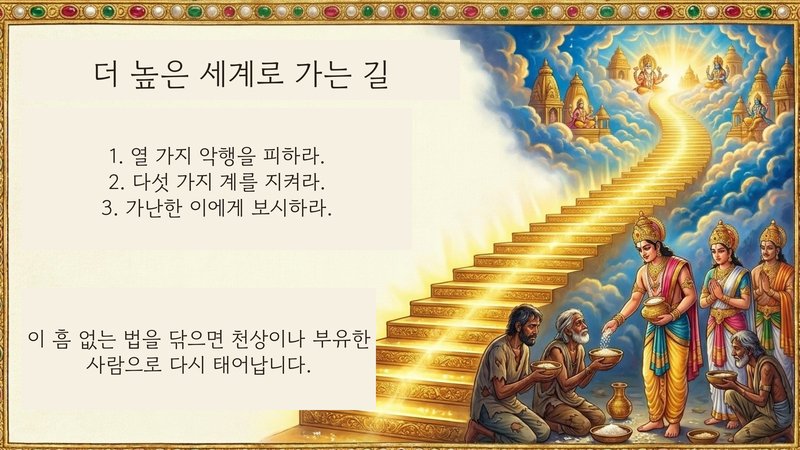 더 높은 세계로 가는 길
1. 열 가지 악행을 피하라.
2. 다섯 가지 계를 지켜라.
3. 가난한 이에게 보시하라.
이 흠 없는 법을 닦으면 천상이나 부유한
사람으로 다시 태어납니다.